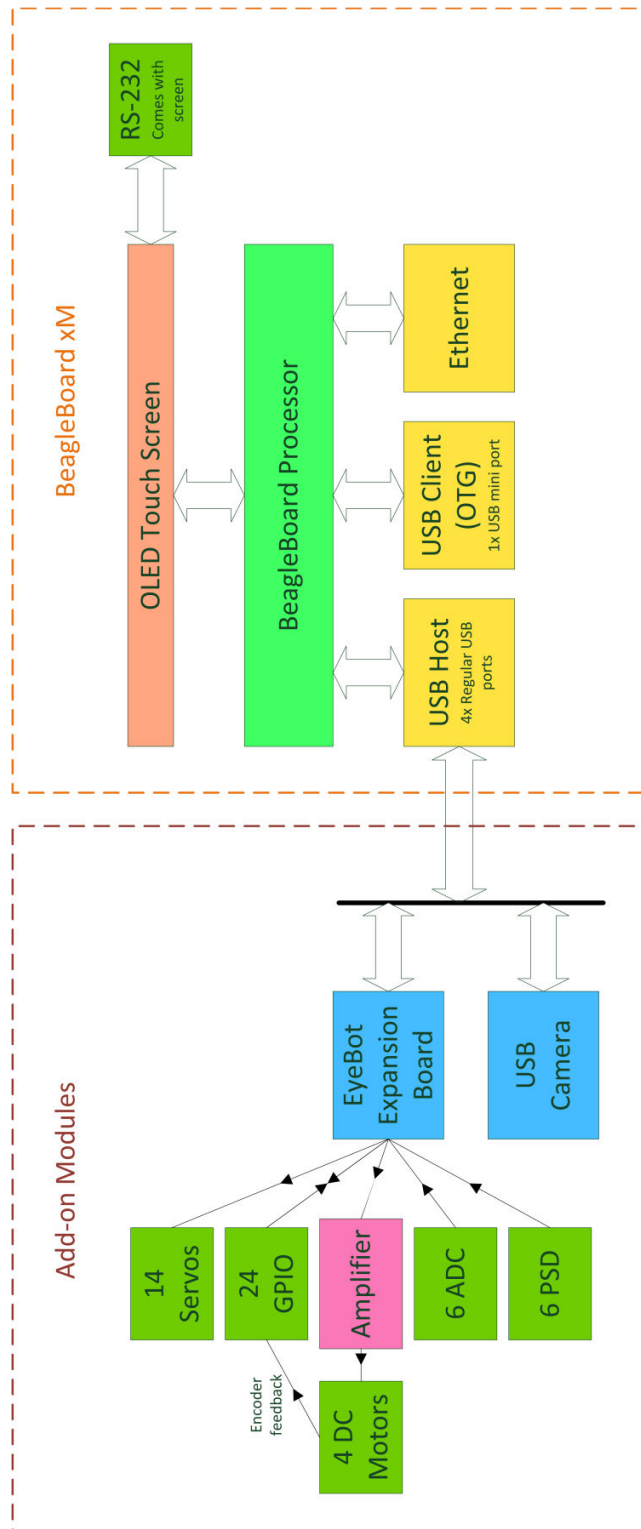 Add-on Modules
14
Servos
24
GPIO
Encoder
feedback
4 DC
Motors
Amplifier
6 ADC
6 PSD
EyeBot
Expansion
Board
USB
Camera
BeagleBoard xM
OLED Touch Screen
RS-232
Comes with
screen
BeagleBoard Processor
USB Host
4x Regular USB
ports
USB Client
(OTG)
1x USB mini port
Ethernet